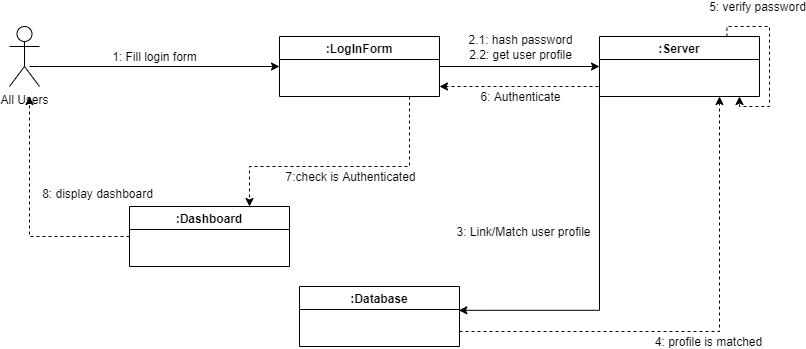 5: verify password
:LogInForm
2.1: hash password
:Server
1: Fill login form
2.2: get user profile
All Users
6: Authenticate
7:check is Authenticated
8: display dashboard
:Dashboard
3: Link/Match user profile
:Database
4: profile is matched